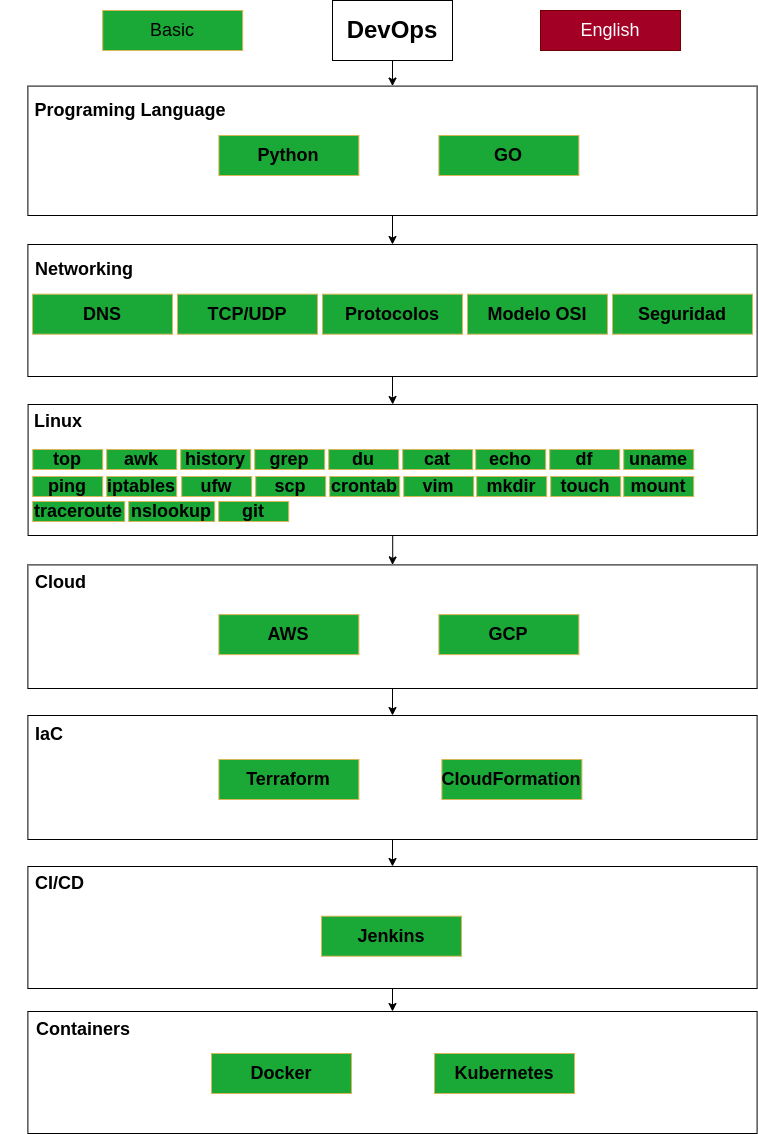 Basic
DevOps
English
Programing Language
Python
GO
Networking
DNS
TCP/UDP
Protocolos
Modelo OSI
Seguridad
Linux
top awk history grep du cat echo df uname
ping iptables ufw scp crontab vim mkdir touch mount
traceroute nslookup git
Cloud
AWS
GCP
IaC
Terraform
CloudFormation
CI/CD
Jenkins
Containers
Docker
Kubernetes